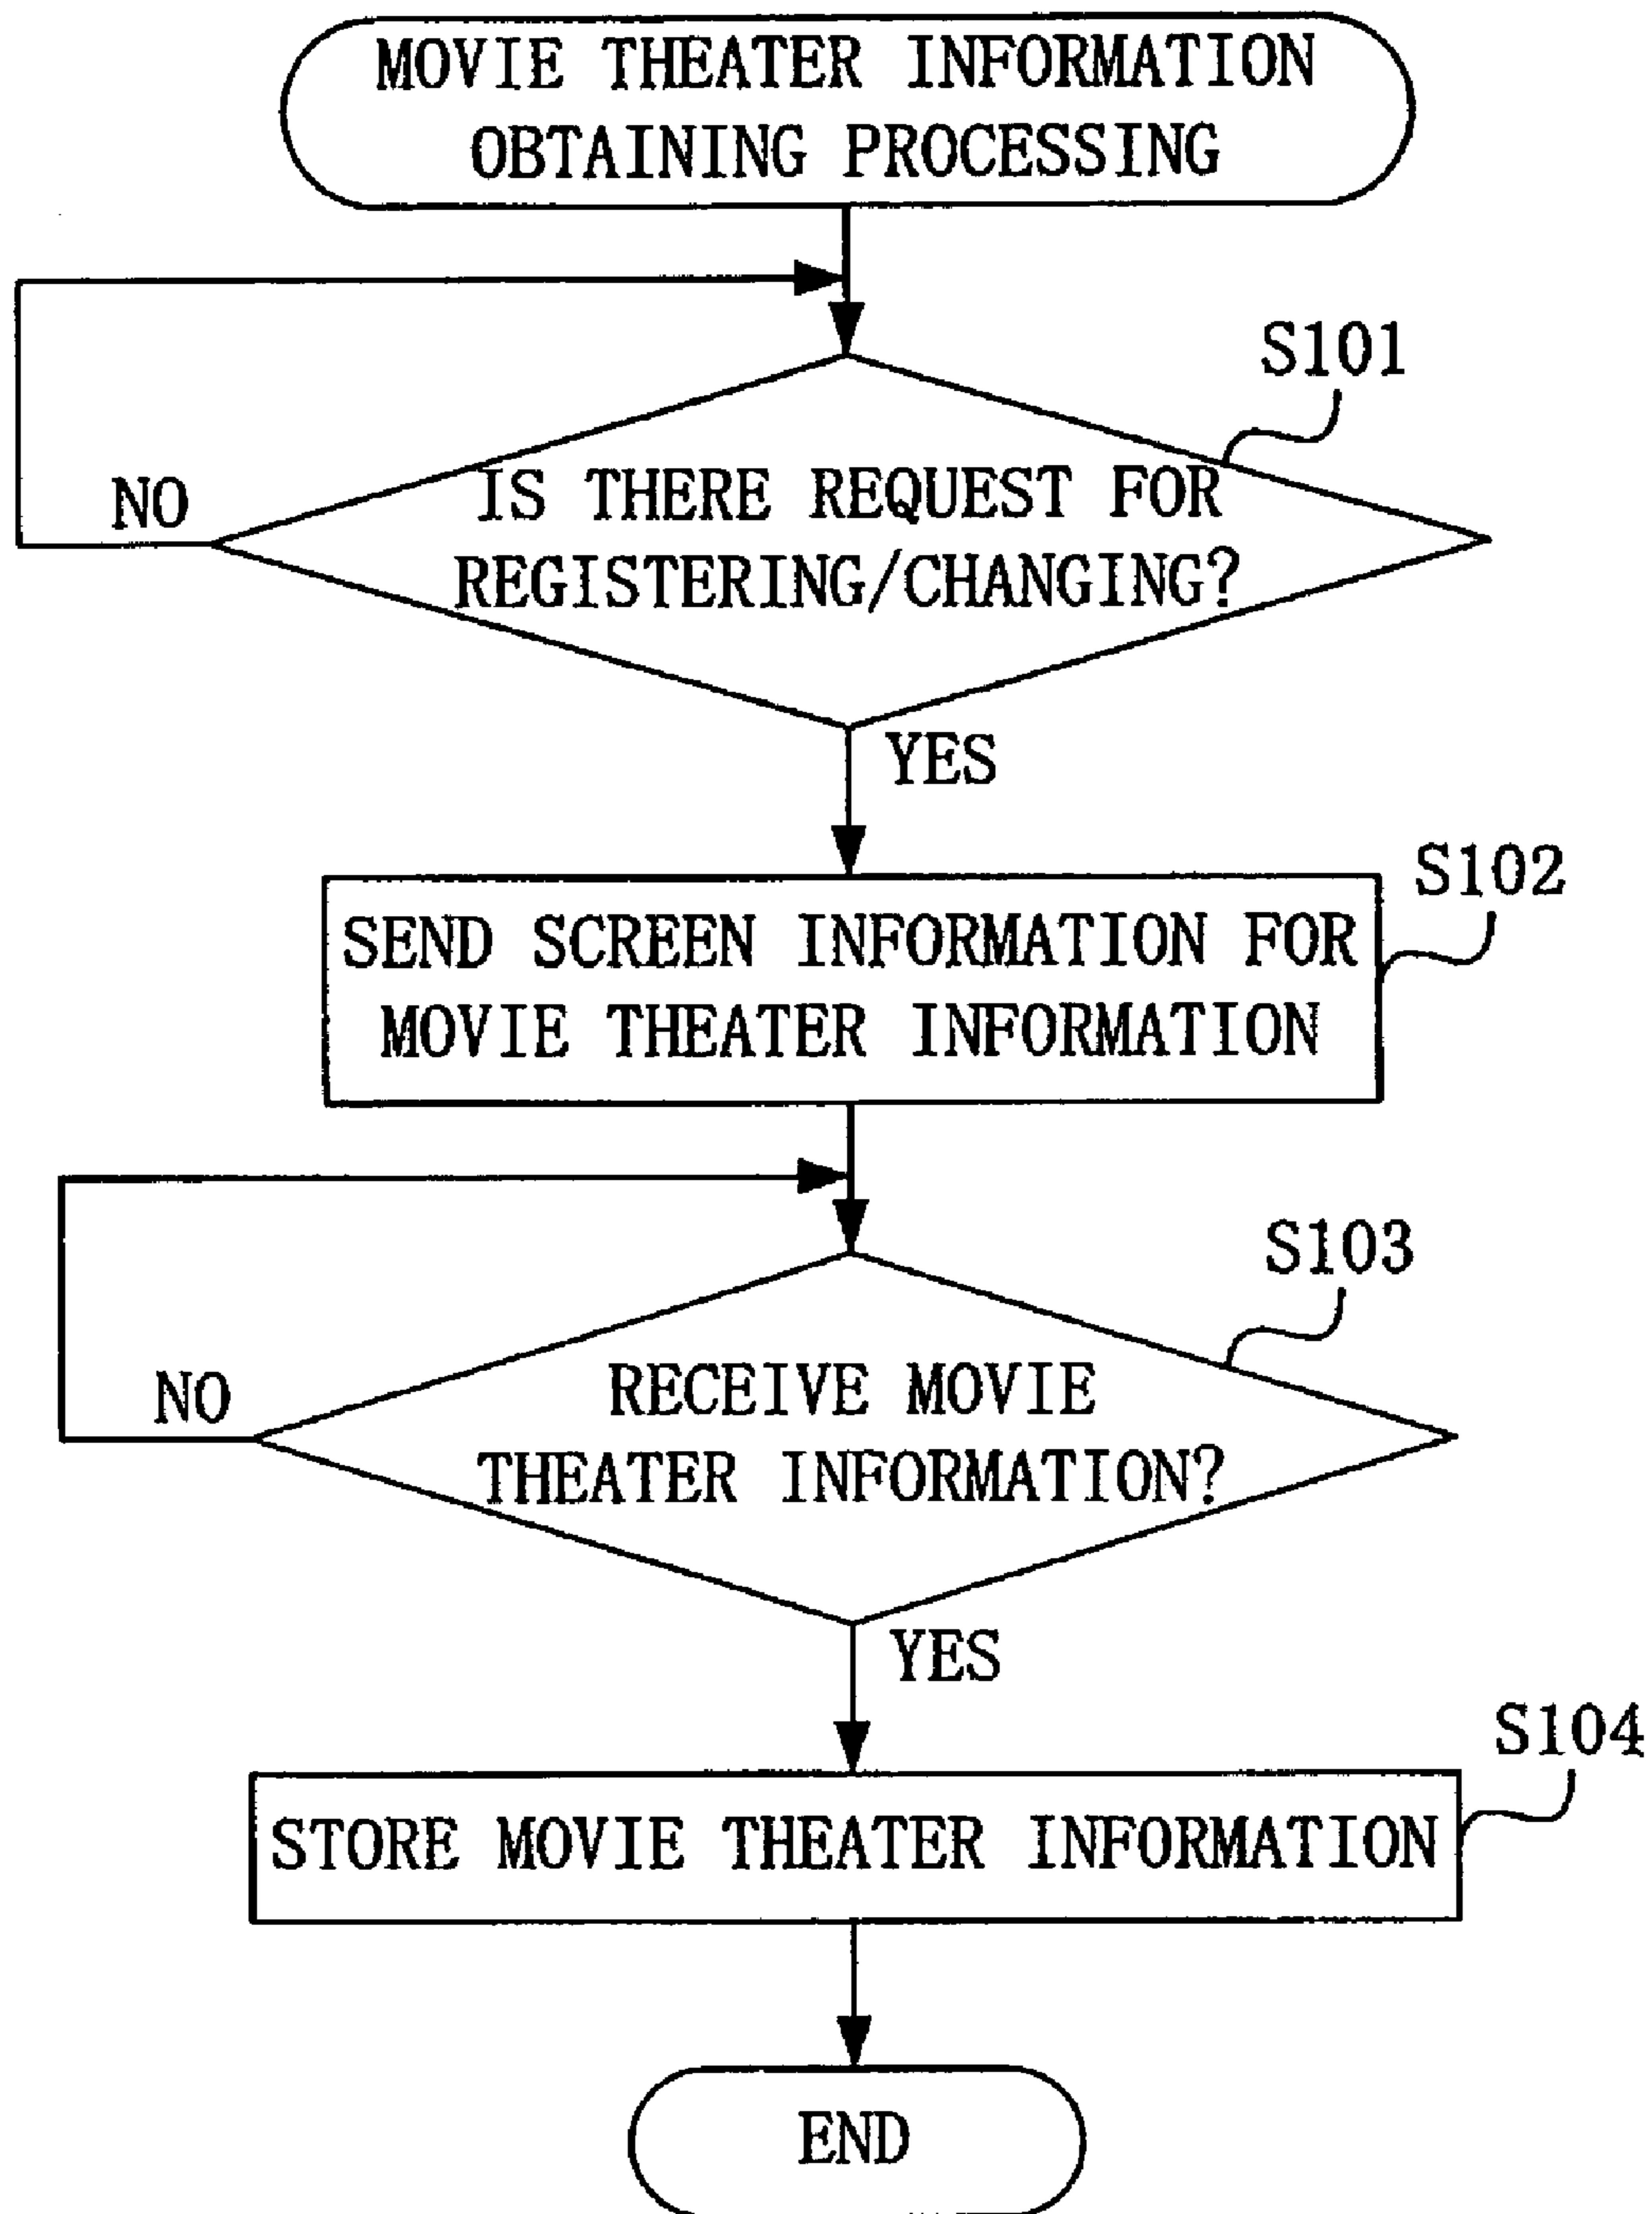 MOVIE THEATER INFORMATION
OBTAINING PROCESSING
S101
IS THERE REQUEST FOR
REGISTERING/CHANGING?
NO
YES
S102
SEND SCREEN INFORMATION FOR
MOVIE THEATER INFORMATION
S103
RECEIVE MOVIE
THEATER INFORMATION?
NO
YES
S104
STORE MOVIE THEATER INFORMATION
END